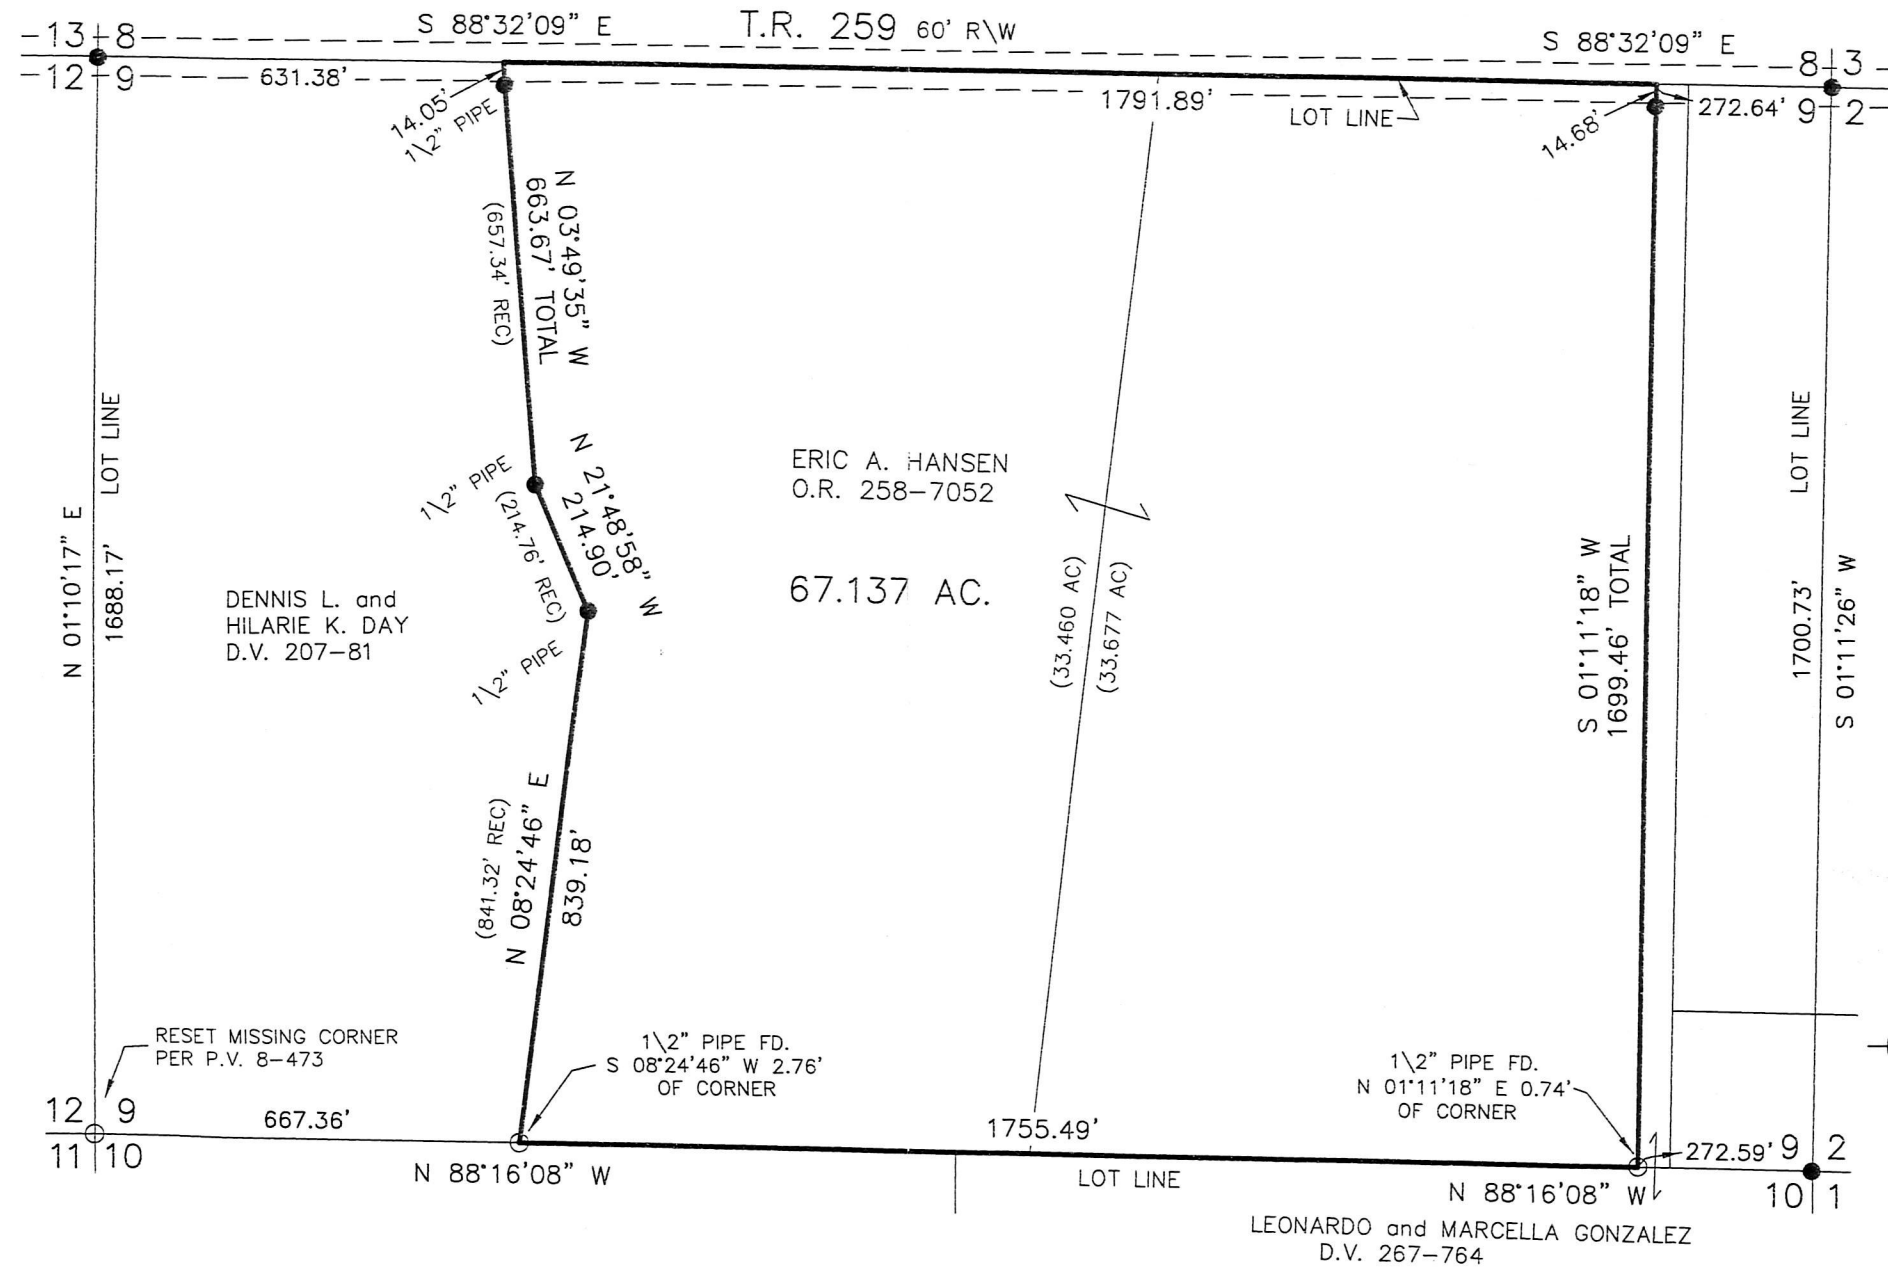 S 88°32'09" E
T.R. 259 60' R\W
S 88°32'09" E
13 8
12 9
8 3
9 2
631.38'
14.05'
1\2" PIPE
1791.89'
LOT LINE
14.68'
272.64'
N 03°49'35" W
663.67' TOTAL
(657.34' REC)
LOT LINE
N 01°10'17" E
1688.17'
1\2" PIPE
N 21°48'58" W
214.90'
(214.76' REC)
1\2" PIPE
ERIC A. HANSEN
O.R. 258-7052
67.137 AC.
(33.460 AC)
(33.677 AC)
S 01°11'18" W
1699.46' TOTAL
LOT LINE
1700.73'
S 01°11'26" W
DENNIS L. and
HILARIE K. DAY
D.V. 207-81
(841.32' REC)
N 08°24'46" E
839.18'
RESET MISSING CORNER
PER P.V. 8-473
1\2" PIPE FD.
S 08°24'46" W 2.76'
OF CORNER
1\2" PIPE FD.
N 01°11'18" E 0.74'
OF CORNER
12 9
11 10
667.36'
1755.49'
272.59'
9 2
10 1
N 88°16'08" W
LOT LINE
N 88°16'08" W
LEONARDO and MARCELLA GONZALEZ
D.V. 267-764